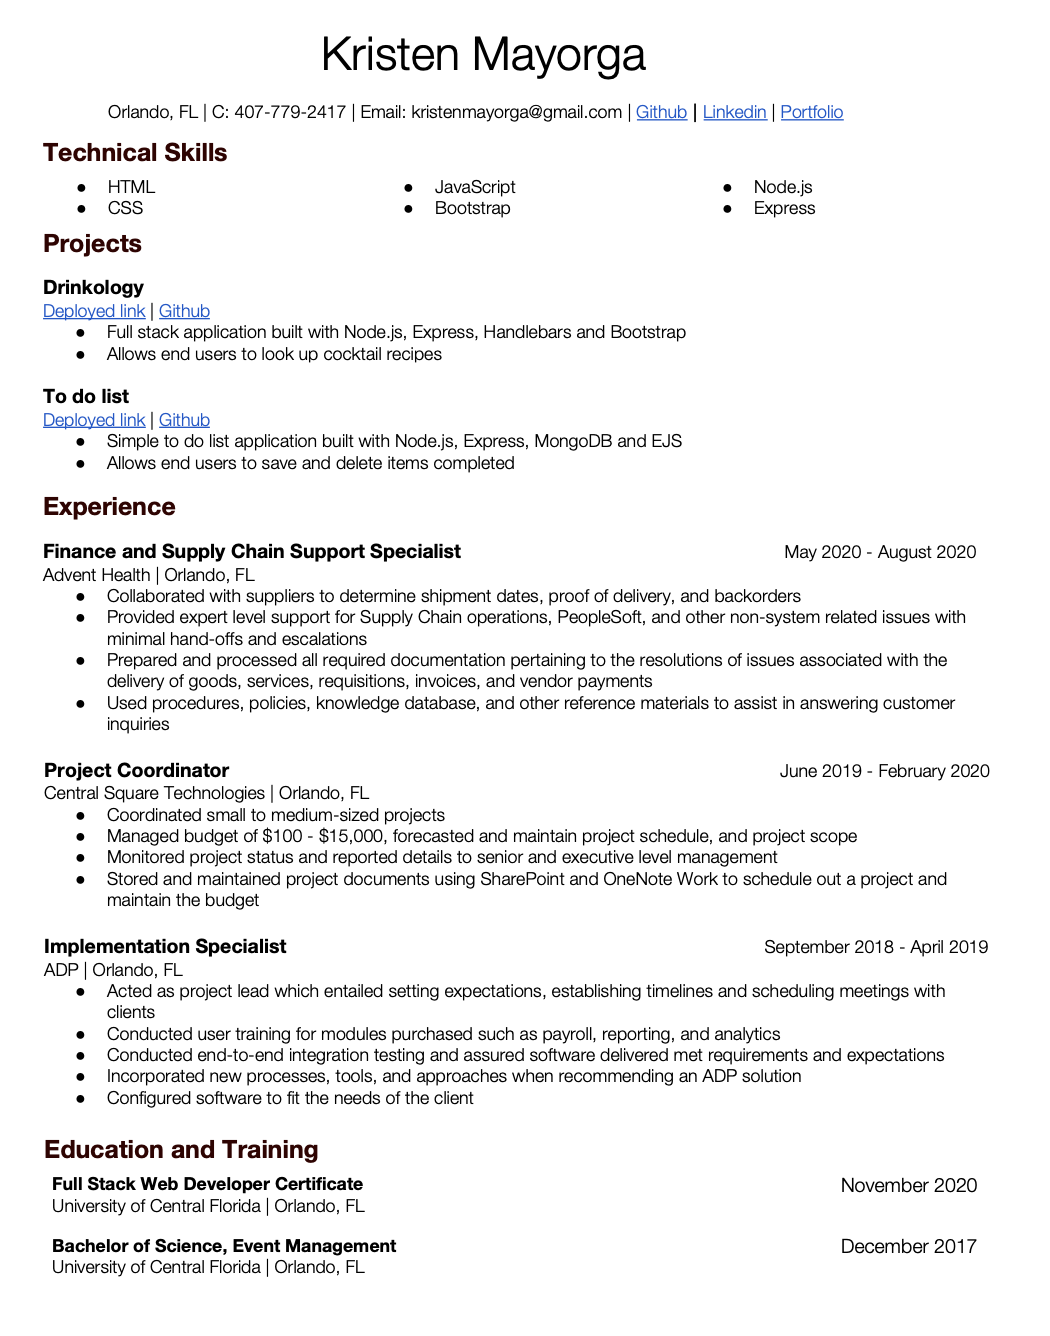 Kristen Mayorga
Orlando, FL | C: 407-779-2417 | Email: kristenmayorga@gmail.com | Github | Linkedin | Portfolio
Technical Skills
● HTML
● CSS
● JavaScript
● Bootstrap
● Node.js
● Express
Projects
Drinkology
Deployed link | Github
● Full stack application built with Node.js, Express, Handlebars and Bootstrap
● Allows end users to look up cocktail recipes
To do list
Deployed link | Github
● Simple to do list application built with Node.js, Express, MongoDB and EJS
● Allows end users to save and delete items completed
Experience
Finance and Supply Chain Support Specialist May 2020 - August 2020
Advent Health | Orlando, FL
● Collaborated with suppliers to determine shipment dates, proof of delivery, and backorders
● Provided expert level support for Supply Chain operations, PeopleSoft, and other non-system related issues with
minimal hand-offs and escalations
● Prepared and processed all required documentation pertaining to the resolutions of issues associated with the
delivery of goods, services, requisitions, invoices, and vendor payments
● Used procedures, policies, knowledge database, and other reference materials to assist in answering customer
inquiries
Project Coordinator June 2019 - February 2020
Central Square Technologies | Orlando, FL
● Coordinated small to medium-sized projects
● Managed budget of $100 - $15,000, forecasted and maintain project schedule, and project scope
● Monitored project status and reported details to senior and executive level management
● Stored and maintained project documents using SharePoint and OneNote Work to schedule out a project and
maintain the budget
Implementation Specialist September 2018 - April 2019
ADP | Orlando, FL
● Acted as project lead which entailed setting expectations, establishing timelines and scheduling meetings with
clients
● Conducted user training for modules purchased such as payroll, reporting, and analytics
● Conducted end-to-end integration testing and assured software delivered met requirements and expectations
● Incorporated new processes, tools, and approaches when recommending an ADP solution
● Configured software to fit the needs of the client
Education and Training
Full Stack Web Developer Certificate November 2020
University of Central Florida | Orlando, FL
Bachelor of Science, Event Management December 2017
University of Central Florida | Orlando, FL